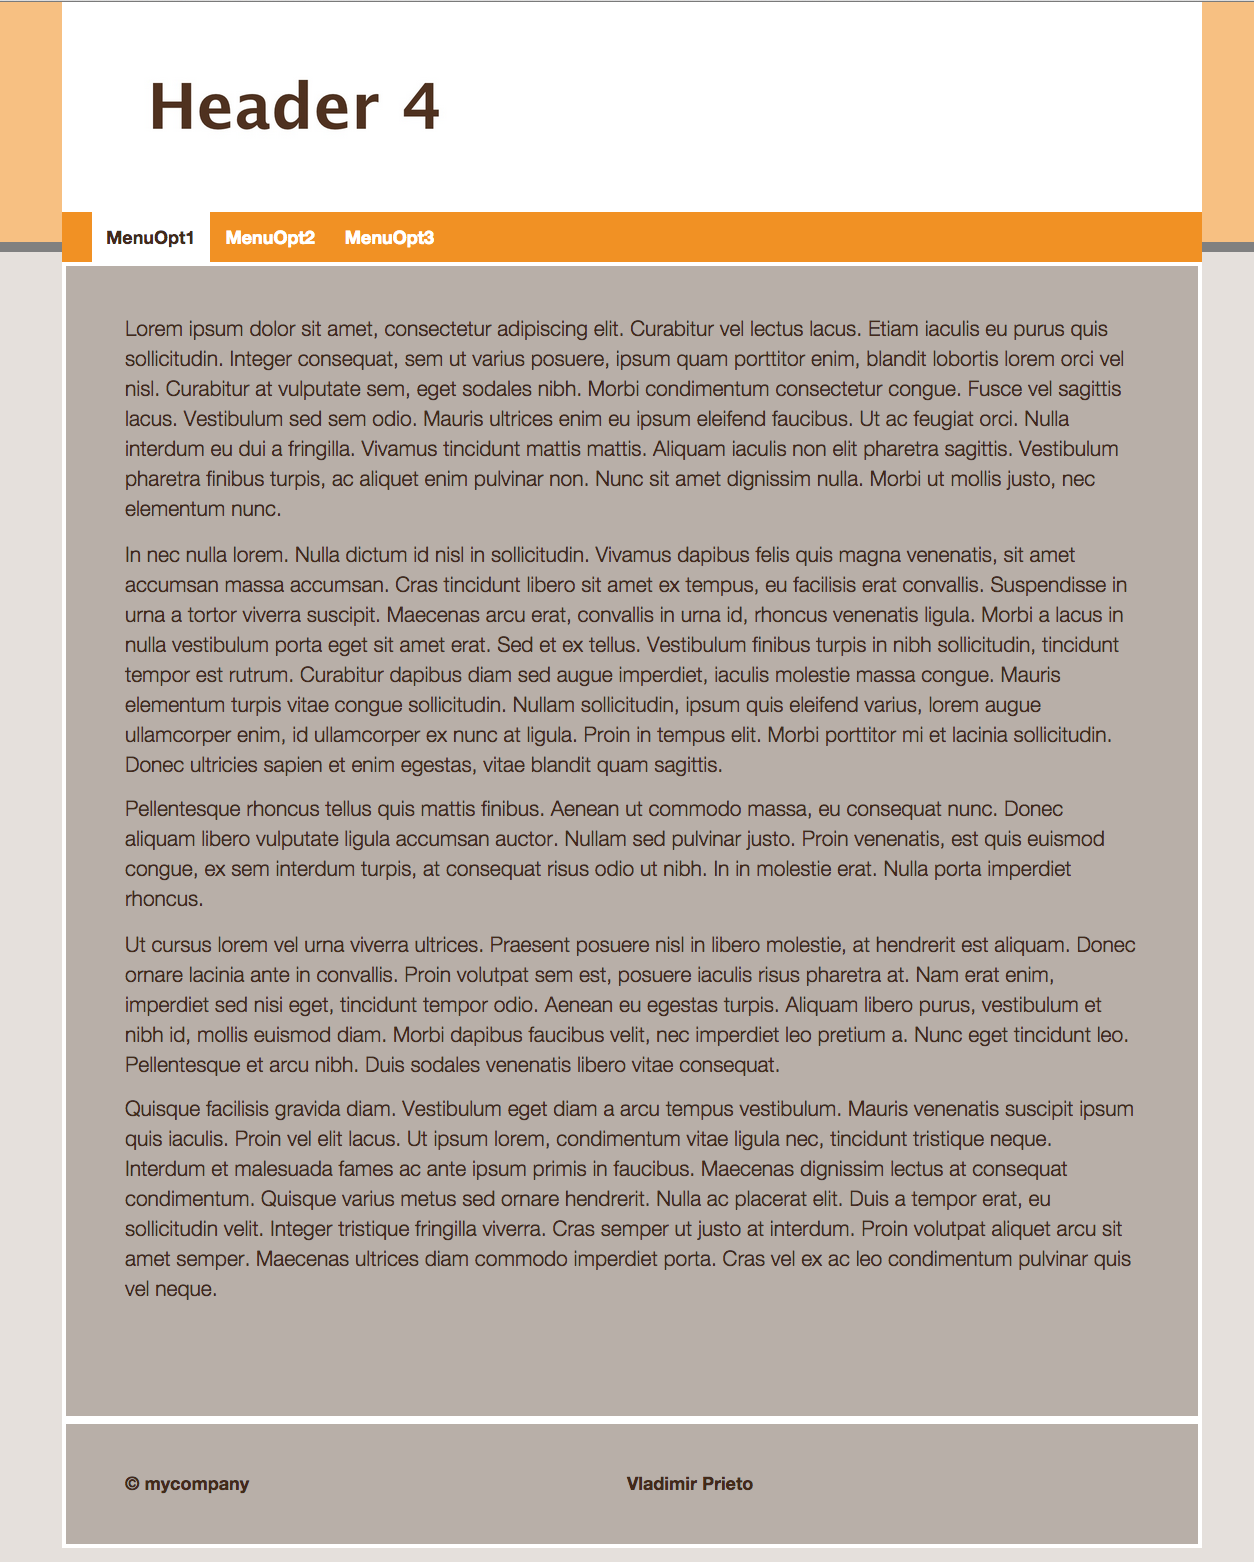 Header 4
MenuOpt1 MenuOpt2 MenuOpt3
Lorem ipsum dolor sit amet, consectetur adipiscing elit. Curabitur vel lectus lacus. Etiam iaculis eu purus quis
sollicitudin. Integer consequat, sem ut varius posuere, ipsum quam porttitor enim, blandit lobortis lorem orci vel
nisl. Curabitur at vulputate sem, eget sodales nibh. Morbi condimentum consectetur congue. Fusce vel sagittis
lacus. Vestibulum sed sem odio. Mauris ultrices enim eu ipsum eleifend faucibus. Ut ac feugiat orci. Nulla
interdum eu dui a fringilla. Vivamus tincidunt mattis mattis. Aliquam iaculis non elit pharetra sagittis. Vestibulum
pharetra finibus turpis, ac aliquet enim pulvinar non. Nunc sit amet dignissim nulla. Morbi ut mollis justo, nec
elementum nunc.
In nec nulla lorem. Nulla dictum id nisl in sollicitudin. Vivamus dapibus felis quis magna venenatis, sit amet
accumsan massa accumsan. Cras tincidunt libero sit amet ex tempus, eu facilisis erat convallis. Suspendisse in
urna a tortor viverra suscipit. Maecenas arcu erat, convallis in urna id, rhoncus venenatis ligula. Morbi a lacus in
nulla vestibulum porta eget sit amet erat. Sed et ex tellus. Vestibulum finibus turpis in nibh sollicitudin, tincidunt
tempor est rutrum. Curabitur dapibus diam sed augue imperdiet, iaculis molestie massa congue. Mauris
elementum turpis vitae congue sollicitudin. Nullam sollicitudin, ipsum quis eleifend varius, lorem augue
ullamcorper enim, id ullamcorper ex nunc at ligula. Proin in tempus elit. Morbi porttitor mi et lacinia sollicitudin.
Donec ultricies sapien et enim egestas, vitae blandit quam sagittis.
Pellentesque rhoncus tellus quis mattis finibus. Aenean ut commodo massa, eu consequat nunc. Donec
aliquam libero vulputate ligula accumsan auctor. Nullam sed pulvinar justo. Proin venenatis, est quis euismod
congue, ex sem interdum turpis, at consequat risus odio ut nibh. In in molestie erat. Nulla porta imperdiet
rhoncus.
Ut cursus lorem vel urna viverra ultrices. Praesent posuere nisl in libero molestie, at hendrerit est aliquam. Donec
ornare lacinia ante in convallis. Proin volutpat sem est, posuere iaculis risus pharetra at. Nam erat enim,
imperdiet sed nisi eget, tincidunt tempor odio. Aenean eu egestas turpis. Aliquam libero purus, vestibulum et
nibh id, mollis euismod diam. Morbi dapibus faucibus velit, nec imperdiet leo pretium a. Nunc eget tincidunt leo.
Pellentesque et arcu nibh. Duis sodales venenatis libero vitae consequat.
Quisque facilisis gravida diam. Vestibulum eget diam a arcu tempus vestibulum. Mauris venenatis suscipit ipsum
quis iaculis. Proin vel elit lacus. Ut ipsum lorem, condimentum vitae ligula nec, tincidunt tristique neque.
Interdum et malesuada fames ac ante ipsum primis in faucibus. Maecenas dignissim lectus at consequat
condimentum. Quisque varius metus sed ornare hendrerit. Nulla ac placerat elit. Duis a tempor erat, eu
sollicitudin velit. Integer tristique fringilla viverra. Cras semper ut justo at interdum. Proin volutpat aliquet arcu sit
amet semper. Maecenas ultrices diam commodo imperdiet porta. Cras vel ex ac leo condimentum pulvinar quis
vel neque.
© mycompany Vladimir Prieto